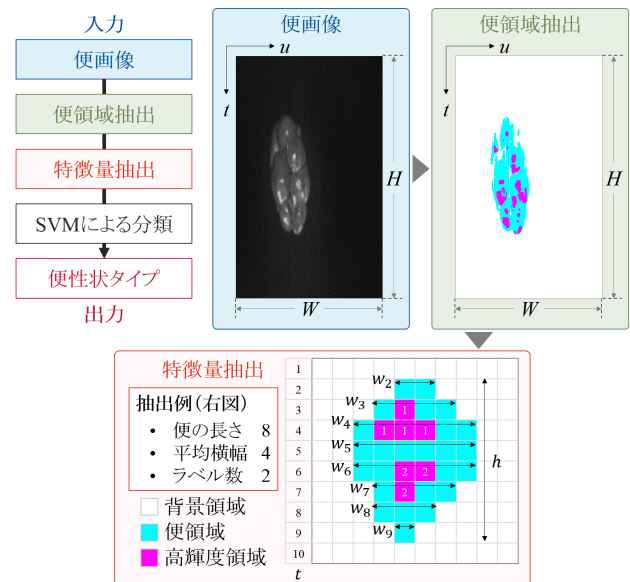 入力
便画像
便領域抽出
特徴量抽出
SVMによる分類
便性状タイプ
出力
便画像
u
t
H
W
便領域抽出
u
t
H
W
特徴量抽出
抽出例(右図)
• 便の長さ 8
• 平均横幅 4
• ラベル数 2
背景領域
便領域
高輝度領域
1
2
3
4
5
6
7
8
9
10
t
w2
w3
w4
w5
w6
w7
w8
w9
h
1
1 1 1
2 2
2